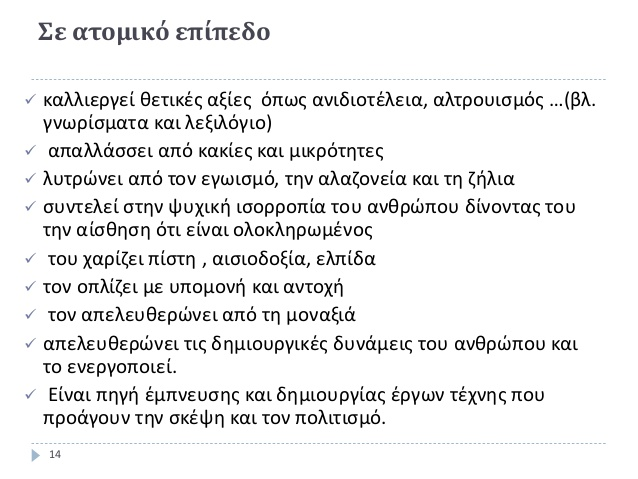 Σε ατομικό επίπεδο
καλλιεργεί θετικές αξίες όπως ανιδιοτέλεια, αλτρουισμός ...(βλ.
γνωρίσματα και λεξιλόγιο)
απαλλάσσει από κακίες και μικρότητες
λυτρώνει από τον εγωισμό, την αλαζονεία και τη ζήλια
συντελεί στην ψυχική ισορροπία του ανθρώπου δίνοντας του
την αίσθηση ότι είναι ολοκληρωμένος
του χαρίζει πίστη , αισιοδοξία, ελπίδα
τον οπλίζει με υπομονή και αντοχή
τον απελευθερώνει από τη μοναξιά
απελευθερώνει τις δημιουργικές δυνάμεις του ανθρώπου και
το ενεργοποιεί.
Είναι πηγή έμπνευσης και δημιουργίας έργων τέχνης που
προάγουν την σκέψη και τον πολιτισμό.
14